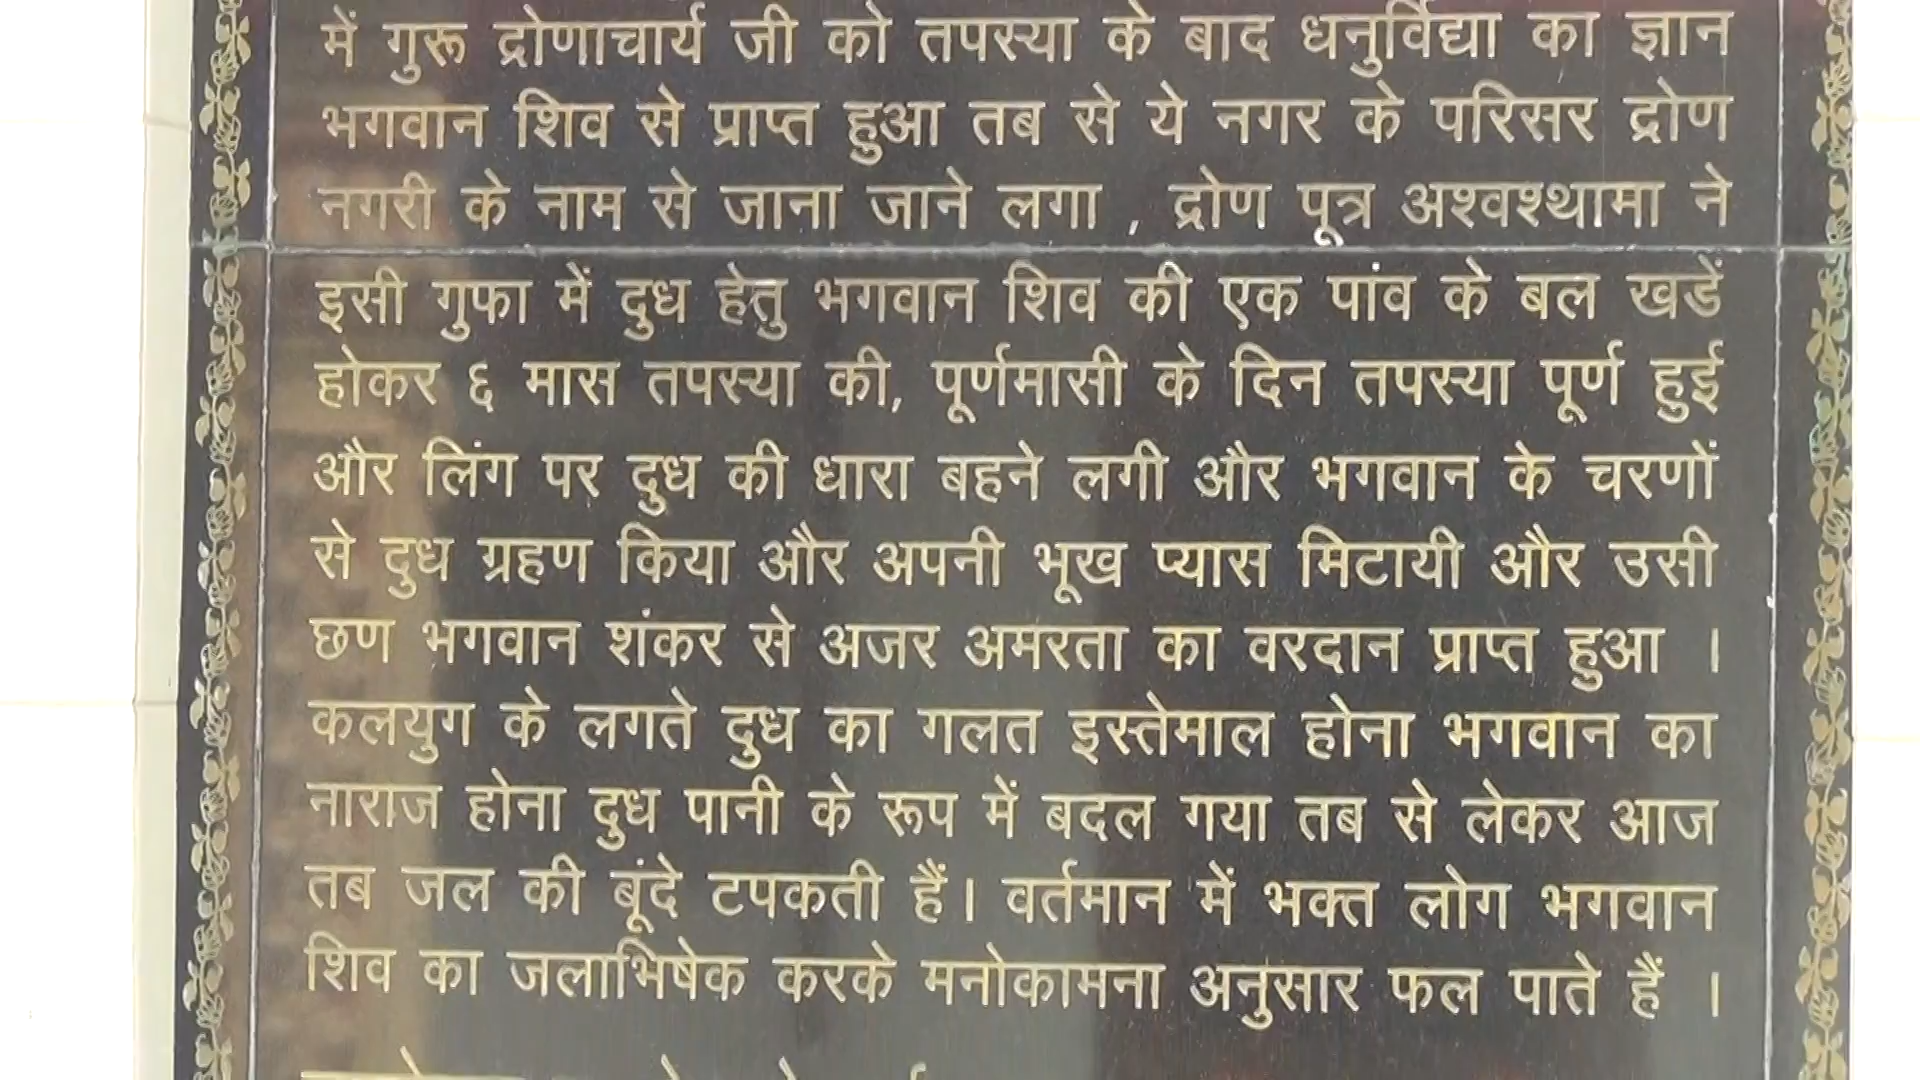 में गुरू द्रोणाचार्य जी को तपस्या के बाद धनुर्विद्या का ज्ञान
भगवान शिव से प्राप्त हुआ तब से ये नगर के परिसर द्रोण
नगरी के नाम से जाना जाने लगा , द्रोण पूत्र अश्वश्थामा ने
इसी गुफा में दुध हेतु भगवान शिव की एक पांव के बल खडें
होकर ६ मास तपस्या की, पूर्णमासी के दिन तपस्या पूर्ण हुई
और लिंग पर दुध की धारा बहने लगी और भगवान के चरणों
से दुध ग्रहण किया और अपनी भूख प्यास मिटायी और उसी
छण भगवान शंकर से अजर अमरता का वरदान प्राप्त हुआ ।
कलयुग के लगते दुध का गलत इस्तेमाल होना भगवान का
नाराज होना दुध पानी के रूप में बदल गया तब से लेकर आज
तब जल की बूंदे टपकती हैं। वर्तमान में भक्त लोग भगवान
शिव का जलाभिषेक करके मनोकामना अनुसार फल पाते हैं ।